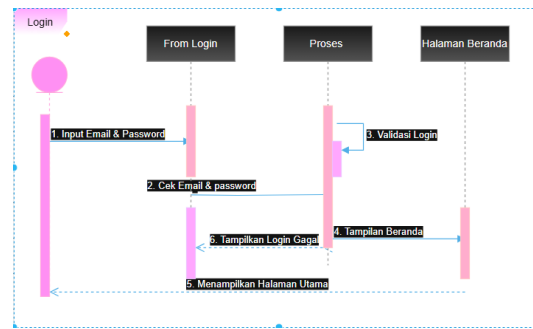 Login
From Login
Proses
Halaman Beranda
1. Input Email & Password
3. Validasi Login
2. Cek Email & password
4. Tampilan Beranda
6. Tampilkan Login Gagal
5. Menampilkan Halaman Utama